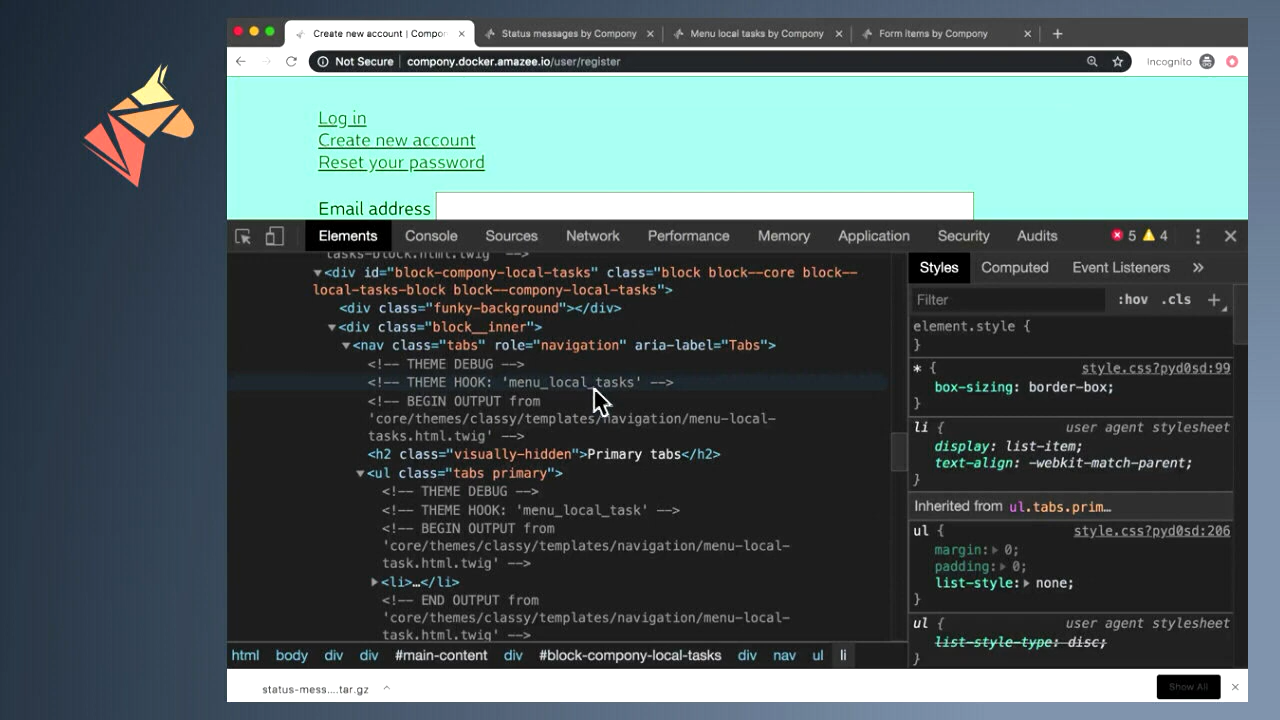 Create new account | Compon
Status messages by Compony
Menu local tasks by Compony
Form items by Compony
Not Secure
compony.docker.amazee.io/user/register
Incognito
Log in
Create new account
Reset your password
Email address
Elements
Console
Sources
Network
Performance
Memory
Application
Security
Audits
5
4
tasks-block.html.twig' -->
<div id="block-compony-local-tasks" class="block block--core block--
local-tasks-block block--compony-local-tasks">
<div class="funky-background"></div>
<div class="block__inner">
<nav class="tabs" role="navigation" aria-label="Tabs">
<!-- THEME DEBUG -->
<!-- THEME HOOK: 'menu_local_tasks' -->
<!-- BEGIN OUTPUT from
'core/themes/classy/templates/navigation/menu-local-
tasks.html.twig' -->
<h2 class="visually-hidden">Primary tabs</h2>
<ul class="tabs primary">
<!-- THEME DEBUG -->
<!-- THEME HOOK: 'menu_local_task' -->
<!-- BEGIN OUTPUT from
'core/themes/classy/templates/navigation/menu-local-
task.html.twig' -->
<li>…</li>
<!-- END OUTPUT from
'core/themes/classy/templates/navigation/menu-local-
task.html.twig' -->
Styles
Computed
Event Listeners
»
Filter
:hov
.cls
+
element.style {
}
* {
style.css?pyd0sd:99
box-sizing: border-box;
}
li {
user agent stylesheet
display: list-item;
text-align: -webkit-match-parent;
}
Inherited from ul.tabs.prim…
ul {
style.css?pyd0sd:206
margin: 0;
padding: 0;
list-style: none;
}
ul {
user agent stylesheet
list-style-type: disc;
}
html
body
div
div
#main-content
div
#block-compony-local-tasks
div
nav
ul
li
status-mess....tar.gz
Show All